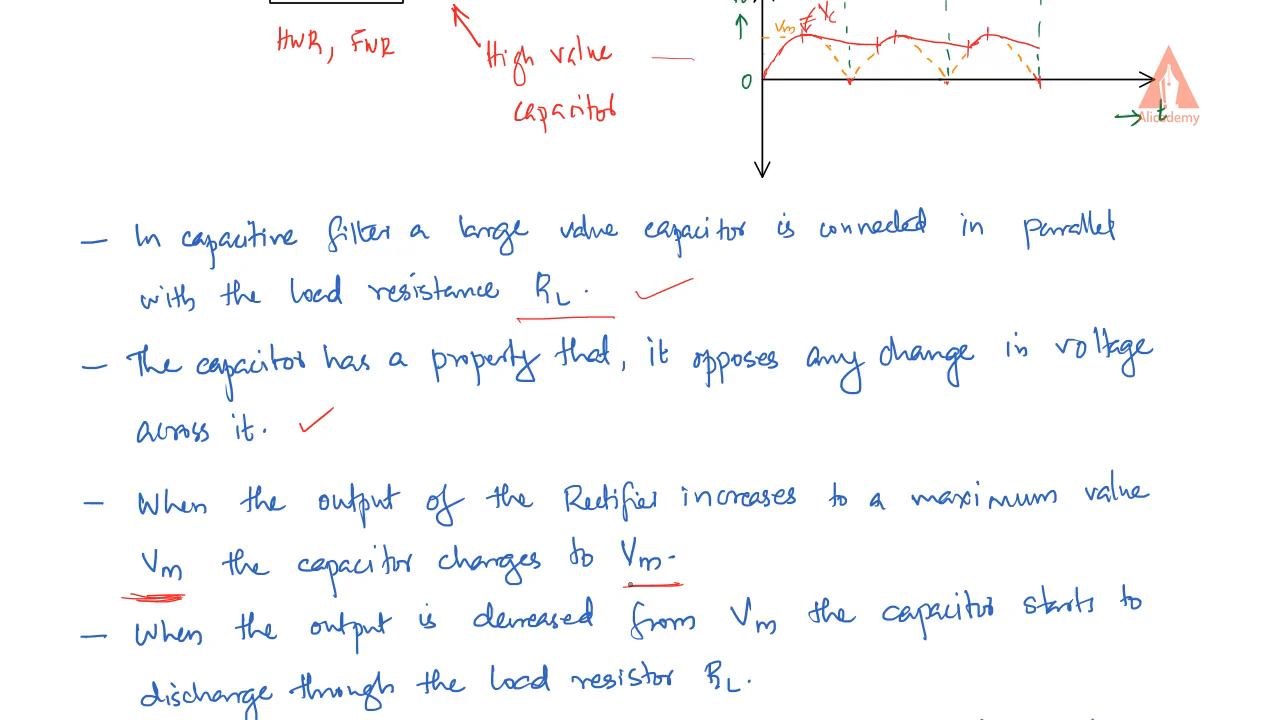 HWR, FWR
High value
capacitor
Vm
Vc
0
t
Alicademy
– In capacitive filter a large value capacitor is connected in parallel
with the load resistance RL.
– The capacitor has a property that, it opposes any change in voltage
across it.
– When the output of the Rectifier increases to a maximum value
Vm the capacitor changes to Vm.
– When the output is decreased from Vm the capacitor starts to
discharge through the load resistor RL.